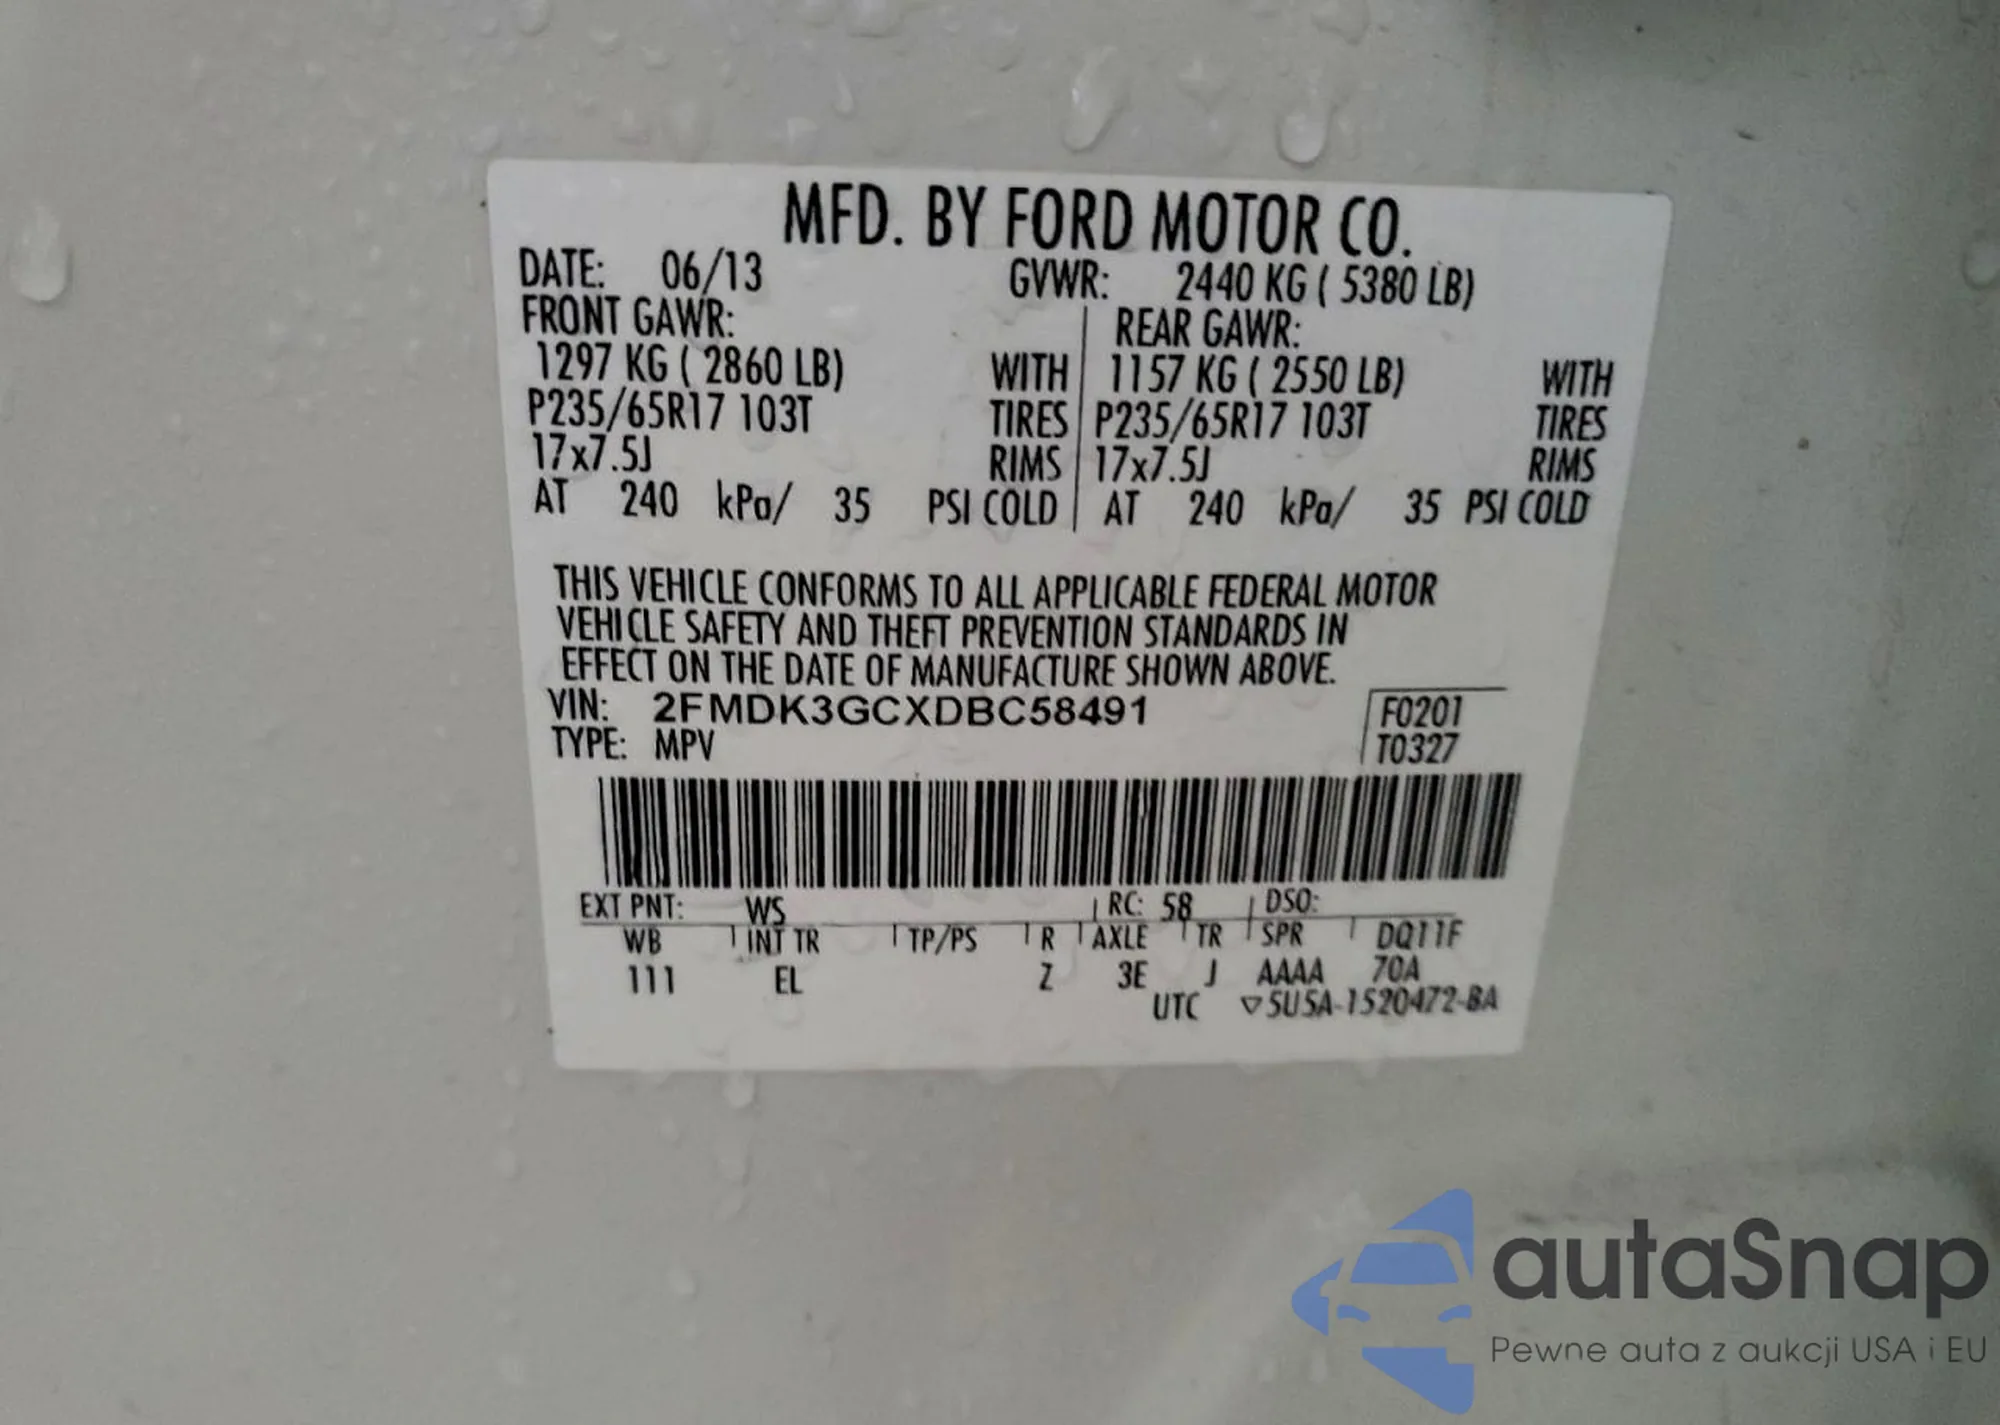 MFD. BY FORD MOTOR CO.
DATE: 06/13 GVWR: 2440 KG ( 5380 LB)
FRONT GAWR: REAR GAWR:
1297 KG ( 2860 LB) WITH 1157 KG ( 2550 LB) WITH
P235/65R17 103T TIRES P235/65R17 103T TIRES
17x7.5J RIMS 17x7.5J RIMS
AT 240 kPa/ 35 PSI COLD AT 240 kPa/ 35 PSI COLD
THIS VEHICLE CONFORMS TO ALL APPLICABLE FEDERAL MOTOR
VEHICLE SAFETY AND THEFT PREVENTION STANDARDS IN
EFFECT ON THE DATE OF MANUFACTURE SHOWN ABOVE.
VIN: 2FMDK3GCXDBC58491 F0201
TYPE: MPV T0327
EXT PNT: WS RC: 58 DSO:
WB INT TR TP/PS R AXLE TR SPR DQ11F
111 EL Z 3E J AAAA 70A
UTC ▽5U5A-1520472-BA
autaSnap
Pewne auta z aukcji USA i EU